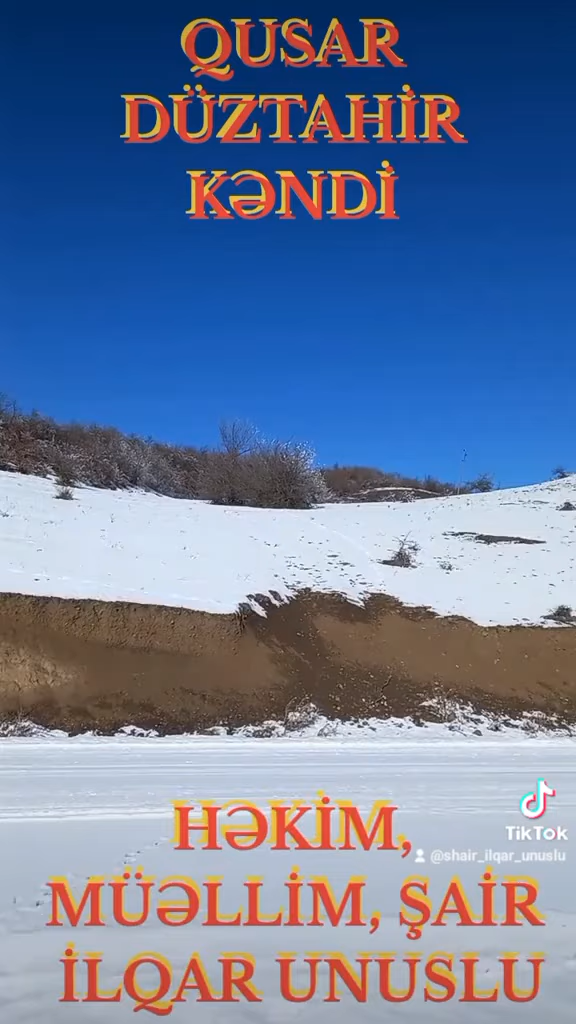 QUSAR
DÜZTAHİR
KƏNDİ
TikTok
@shair_ilqar_unuslu
HƏKİM,
MÜƏLLİM, ŞAİR
İLQAR UNUSLU